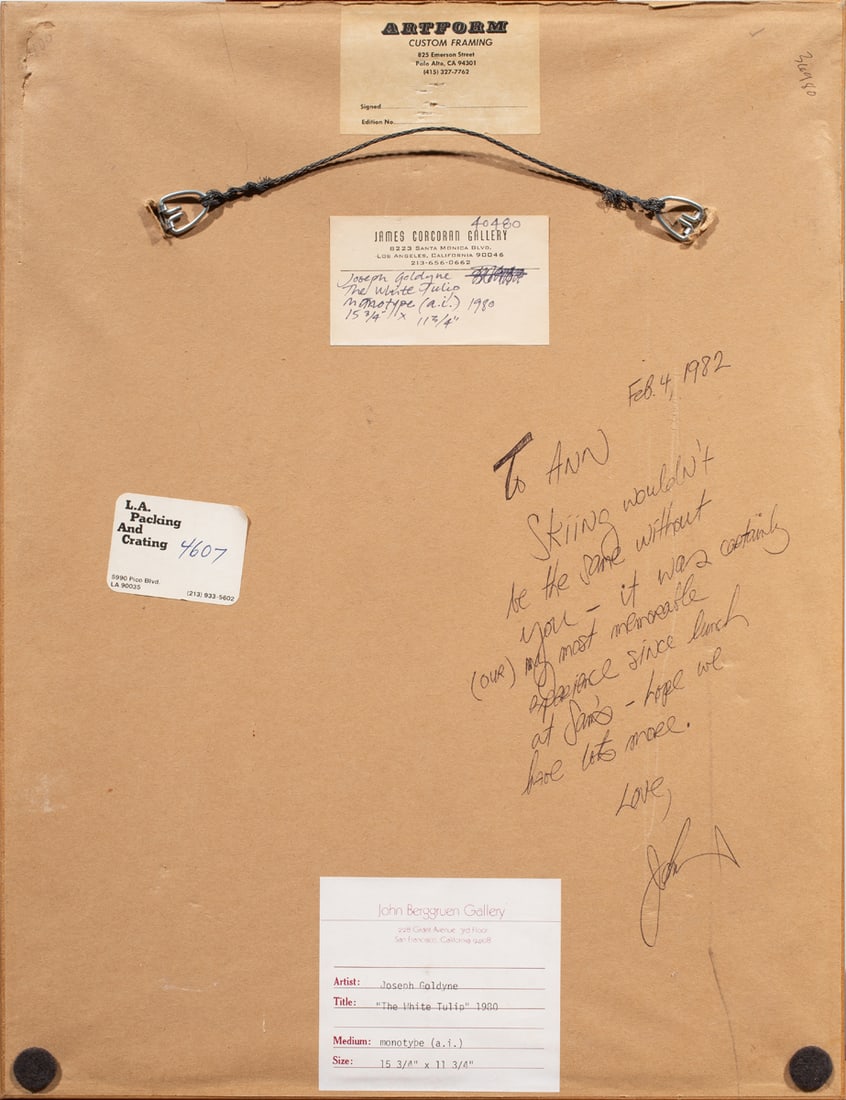 ARTFORM
CUSTOM FRAMING
825 Emerson Street
Palo Alto, CA 94301
(415) 327-7762
Signed
Edition No.
36980
40480
JAMES CORCORAN GALLERY
8223 SANTA MONICA BLVD,
LOS ANGELES, CALIFORNIA 90046
213-656-0662
Joseph Goldyne
The White Tulip
Monotype (a.i.) 1980
15 3/4" x 11 3/4"
Feb. 4, 1982
To ANN
Skiing wouldn't
be the same without
you – it was certainly
(OUR) my most memorable
experience since lunch
at Sam's – hope we
have lots more.
Love,
John
L.A.
Packing
And
Crating 4607
5990 Pico Blvd.
LA 90035
(213) 933-5602
John Berggruen Gallery
228 Grant Avenue 3rd Floor
San Francisco, California 94108
Artist: Joseph Goldyne
Title: "The White Tulip" 1980
Medium: monotype (a.i.)
Size: 15 3/4" x 11 3/4"